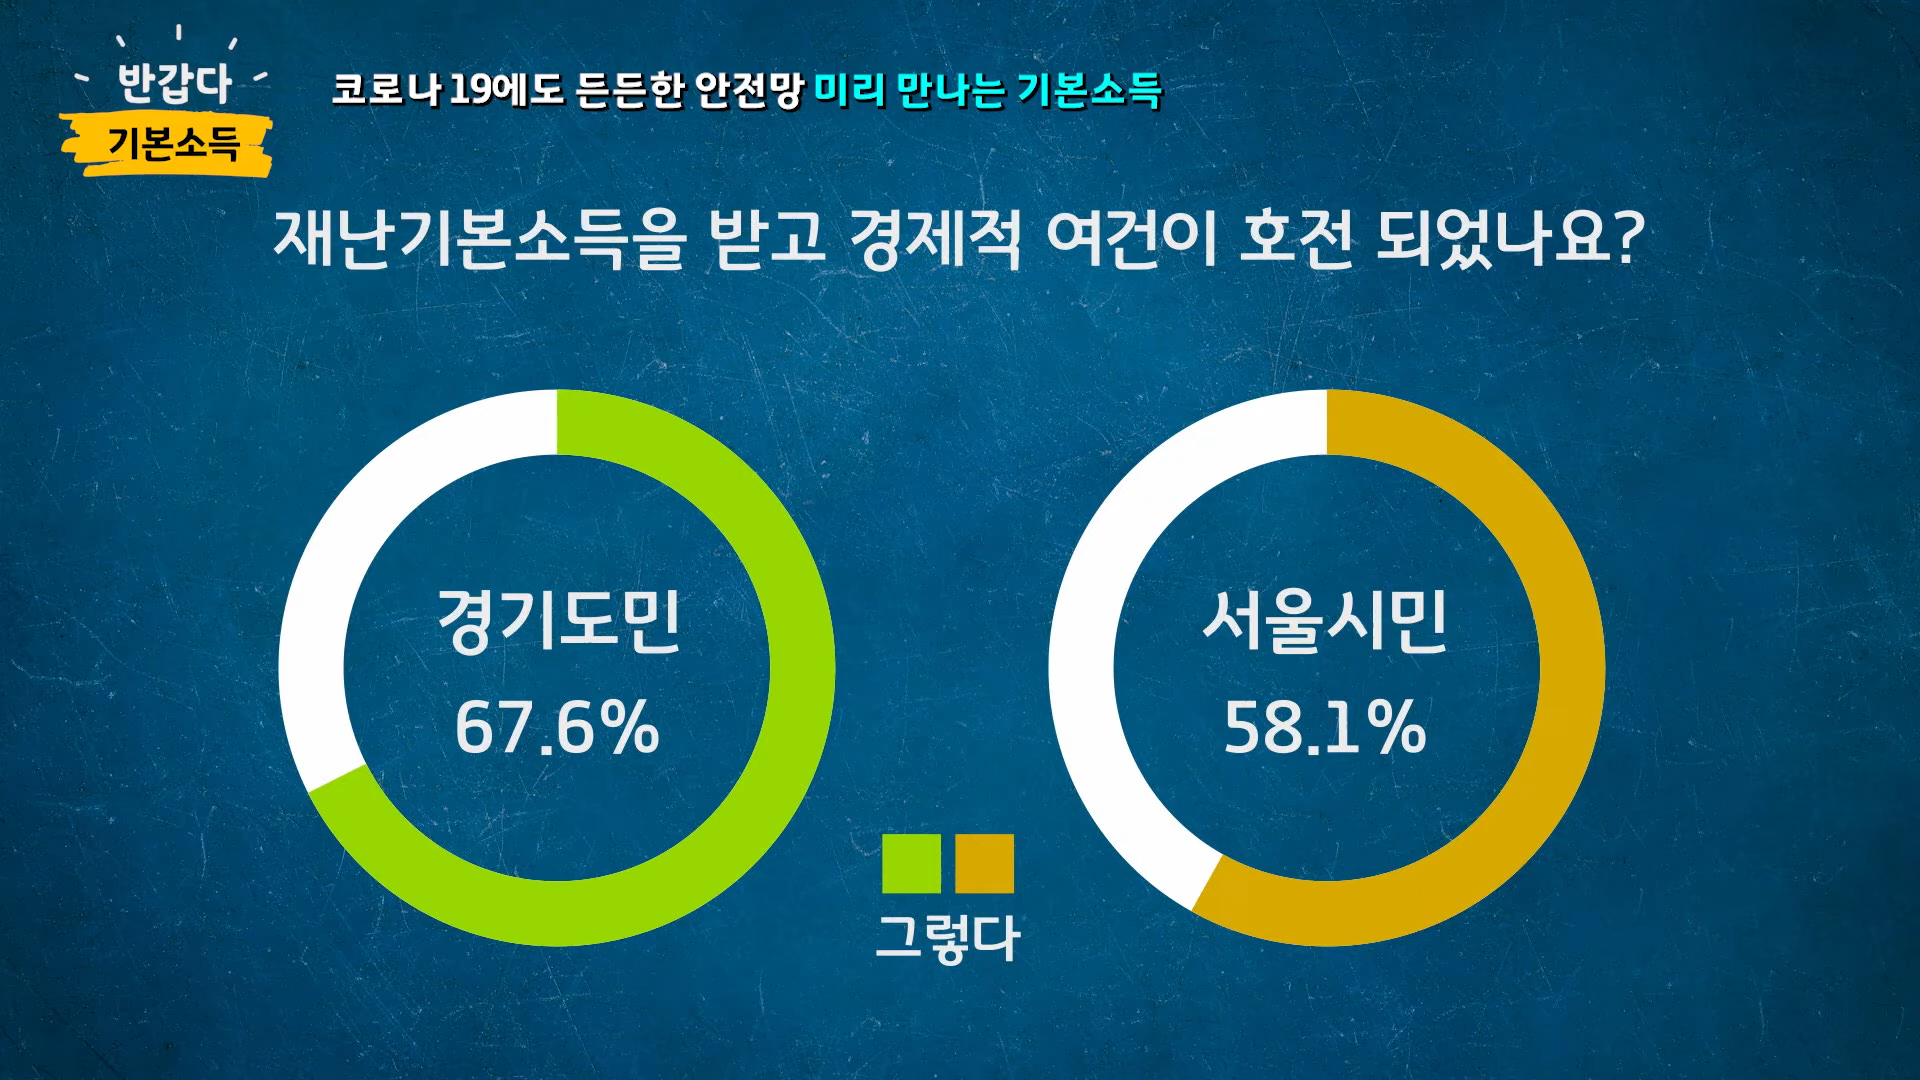 반갑다
기본소득
코로나 19에도 든든한 안전망 미리 만나는 기본소득
재난기본소득을 받고 경제적 여건이 호전 되었나요?
경기도민
67.6%
서울시민
58.1%
그렇다